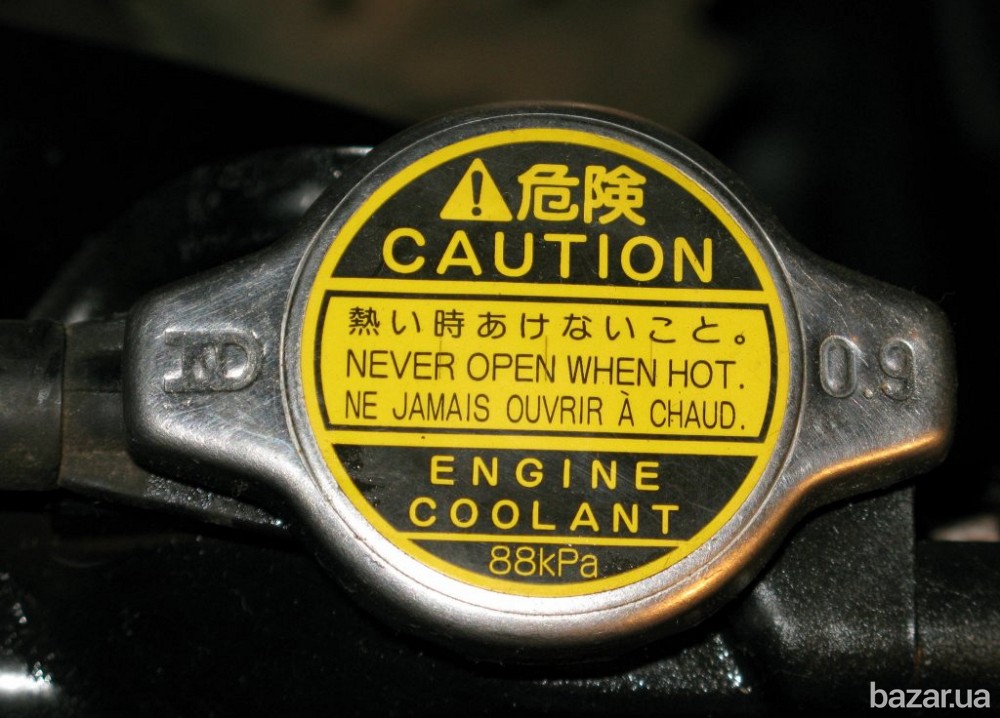 危険
CAUTION
熱い時あけないこと。
NEVER OPEN WHEN HOT.
NE JAMAIS OUVRIR À CHAUD.
ENGINE
COOLANT
88kPa
0.9
bazar.ua